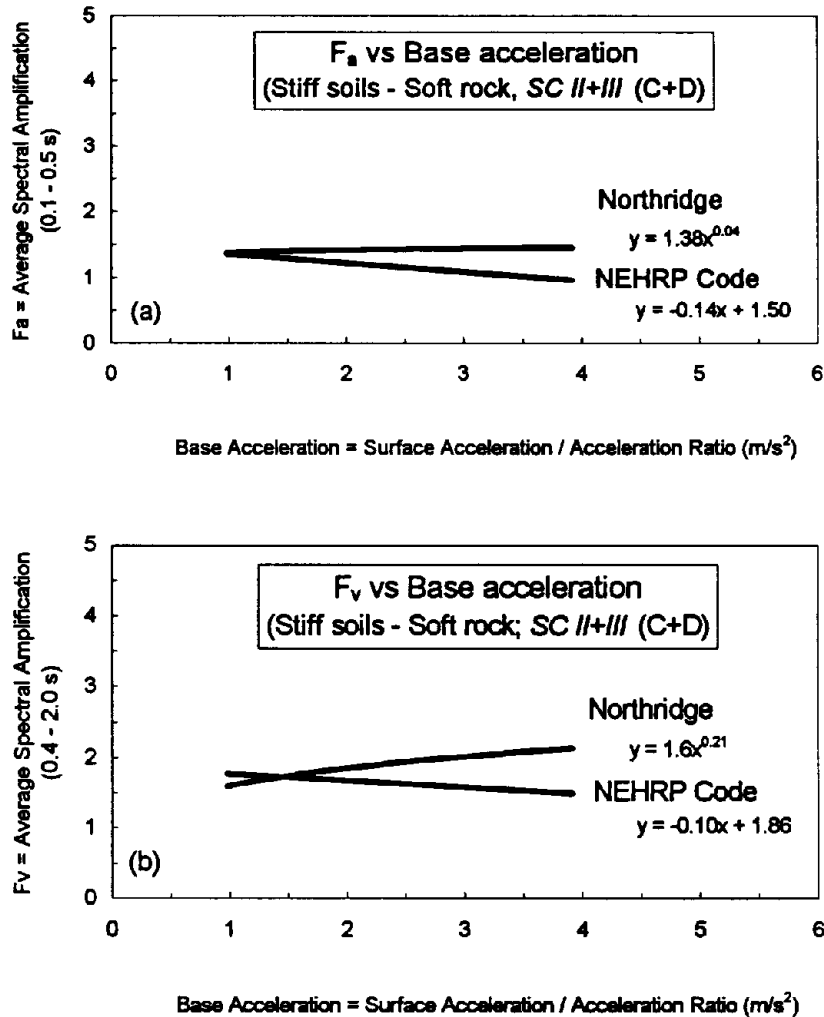 F_a vs Base acceleration
(Stiff soils - Soft rock, SC II+III (C+D)
Fa = Average Spectral Amplification
(0.1 - 0.5 s)
5
4
3
2
1
0
Northridge
y = 1.38x^0.04
NEHRP Code
y = -0.14x + 1.50
(a)
0 1 2 3 4 5 6
Base Acceleration = Surface Acceleration / Acceleration Ratio (m/s²)
F_v vs Base acceleration
(Stiff soils - Soft rock; SC II+III (C+D)
Fv = Average Spectral Amplification
(0.4 - 2.0 s)
5
4
3
2
1
0
Northridge
y = 1.6x^0.21
NEHRP Code
y = -0.10x + 1.86
(b)
0 1 2 3 4 5 6
Base Acceleration = Surface Acceleration / Acceleration Ratio (m/s²)